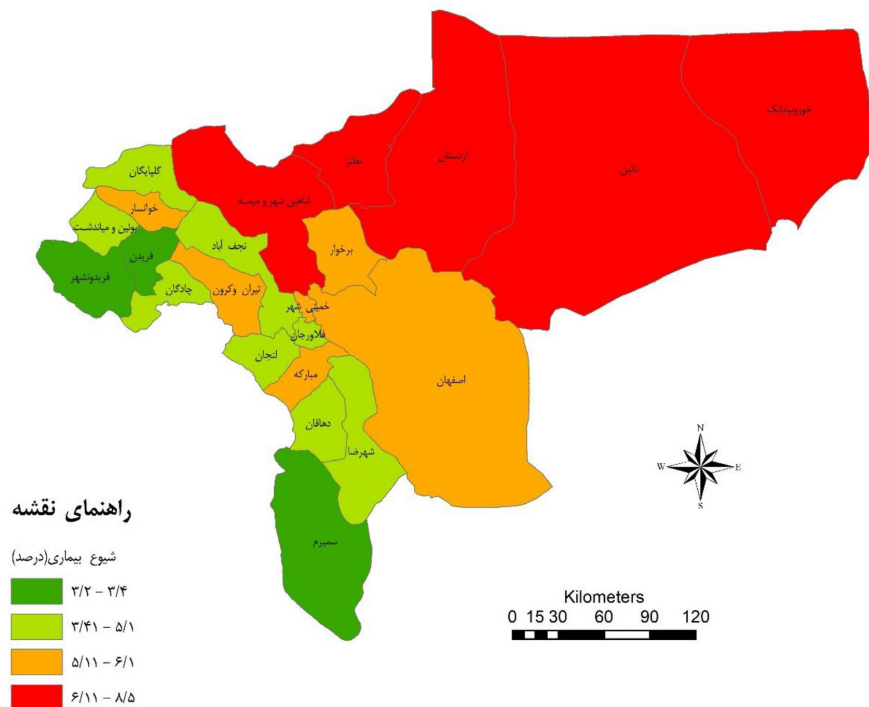 خوروبیابانک
نائین
اردستان
نطنز
شاهین شهر و میمه
گلپایگان
خوانسار
بوئین و میاندشت
نجف آباد
برخوار
فریدن
فریدونشهر
چادگان
تیران وکرون
خمینی شهر
فلاورجان
لنجان
مبارکه
اصفهان
دهاقان
شهرضا
سمیرم
N
W
E
S
راهنمای نقشه
شیوع بیماری(درصد)
۳/۲ – ۳/۴
۳/۴۱ – ۵/۱
۵/۱۱ – ۶/۱
۶/۱۱ – ۸/۵
Kilometers
0 15 30 60 90 120